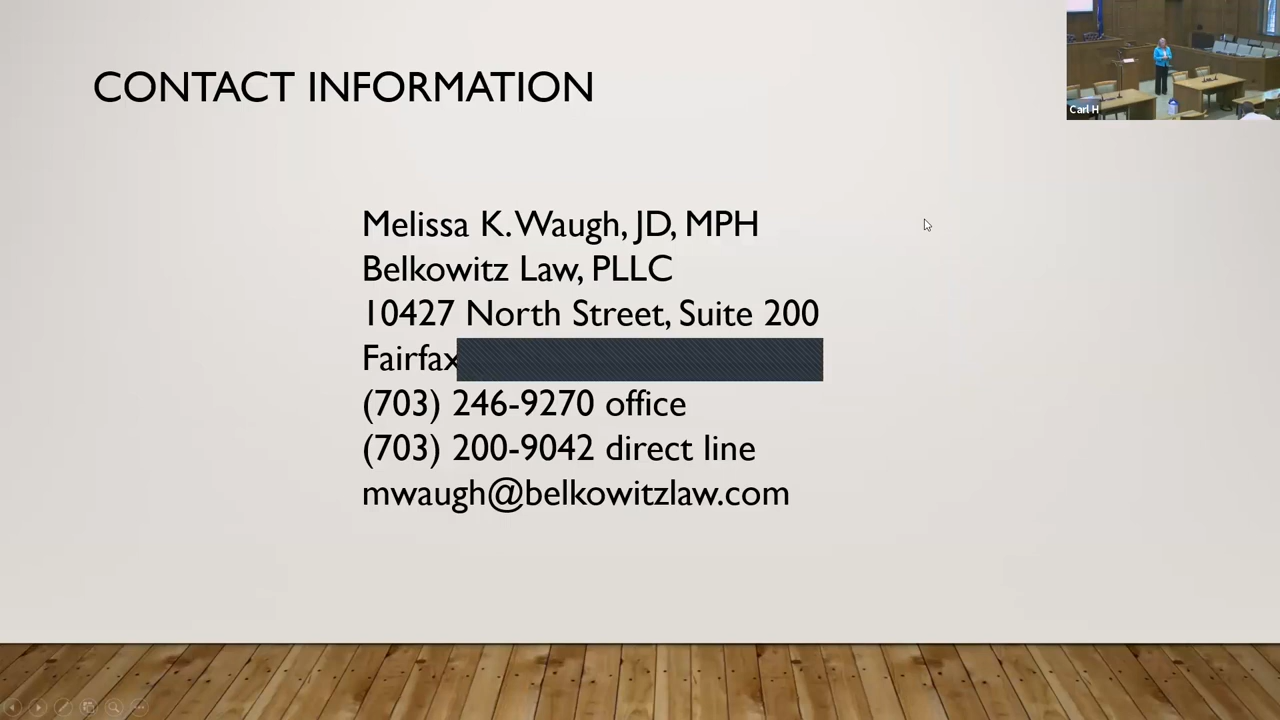 CONTACT INFORMATION
Carl H
Melissa K. Waugh, JD, MPH
Belkowitz Law, PLLC
10427 North Street, Suite 200
Fairfax
(703) 246-9270 office
(703) 200-9042 direct line
mwaugh@belkowitzlaw.com